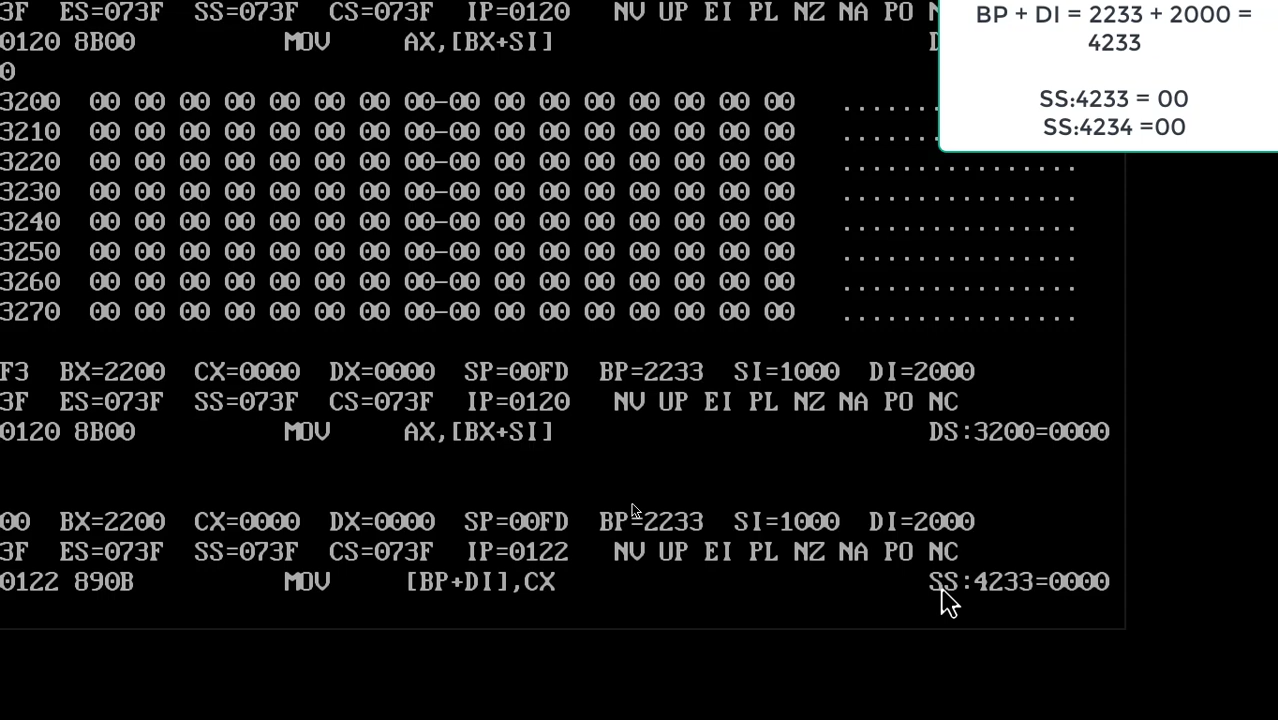 3F ES=073F SS=073F CS=073F IP=0120 NV UP EI PL NZ NA PO N
0120 8B00 MOV AX,[BX+SI] D
0
3200 00 00 00 00 00 00 00 00-00 00 00 00 00 00 00 00 .......
3210 00 00 00 00 00 00 00 00-00 00 00 00 00 00 00 00 .......
3220 00 00 00 00 00 00 00 00-00 00 00 00 00 00 00 00 ................
3230 00 00 00 00 00 00 00 00-00 00 00 00 00 00 00 00 ................
3240 00 00 00 00 00 00 00 00-00 00 00 00 00 00 00 00 ................
3250 00 00 00 00 00 00 00 00-00 00 00 00 00 00 00 00 ................
3260 00 00 00 00 00 00 00 00-00 00 00 00 00 00 00 00 ................
3270 00 00 00 00 00 00 00 00-00 00 00 00 00 00 00 00 ................
F3 BX=2200 CX=0000 DX=0000 SP=00FD BP=2233 SI=1000 DI=2000
3F ES=073F SS=073F CS=073F IP=0120 NV UP EI PL NZ NA PO NC
0120 8B00 MOV AX,[BX+SI] DS:3200=0000
00 BX=2200 CX=0000 DX=0000 SP=00FD BP=2233 SI=1000 DI=2000
3F ES=073F SS=073F CS=073F IP=0122 NV UP EI PL NZ NA PO NC
0122 890B MOV [BP+DI],CX SS:4233=0000
BP + DI = 2233 + 2000 =
4233
SS:4233 = 00
SS:4234 =00